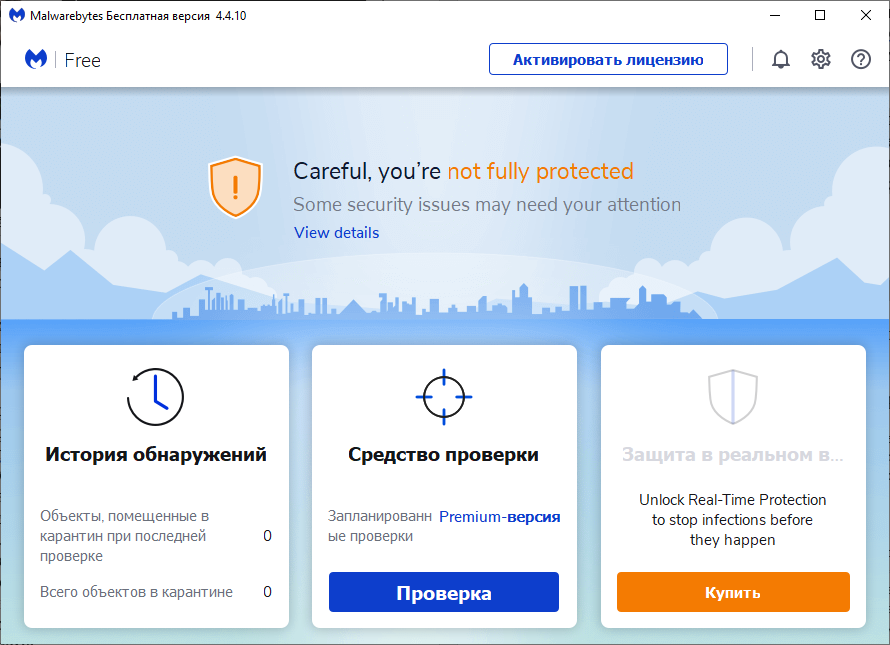 Malwarebytes Бесплатная версия 4.4.10
Free
Активировать лицензию
Careful, you're not fully protected
Some security issues may need your attention
View details
История обнаружений
Объекты, помещенные в
карантин при последней
проверке
0
Всего объектов в карантине 0
Средство проверки
Запланированн Premium-версия
ые проверки
Проверка
Защита в реальном в...
Unlock Real-Time Protection
to stop infections before
they happen
Купить